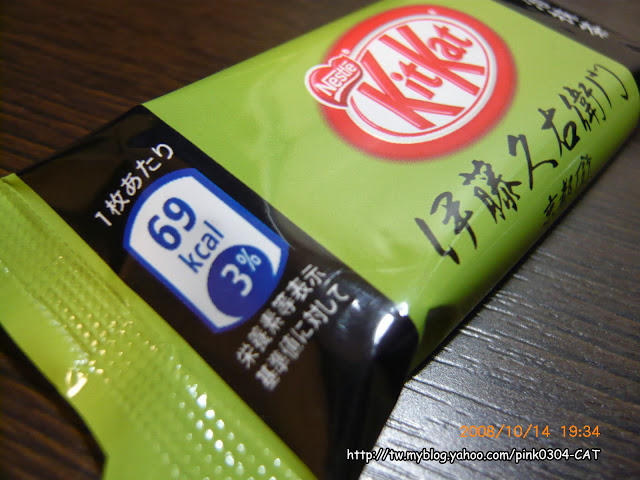 Nestlé
KitKat
伊藤久右衛門
1枚あたり
69
kcal
3%
栄養素等表示
基準値に対して
2008/10/14 19:34
http://tw.myblog.yahoo.com/pink0304-CAT